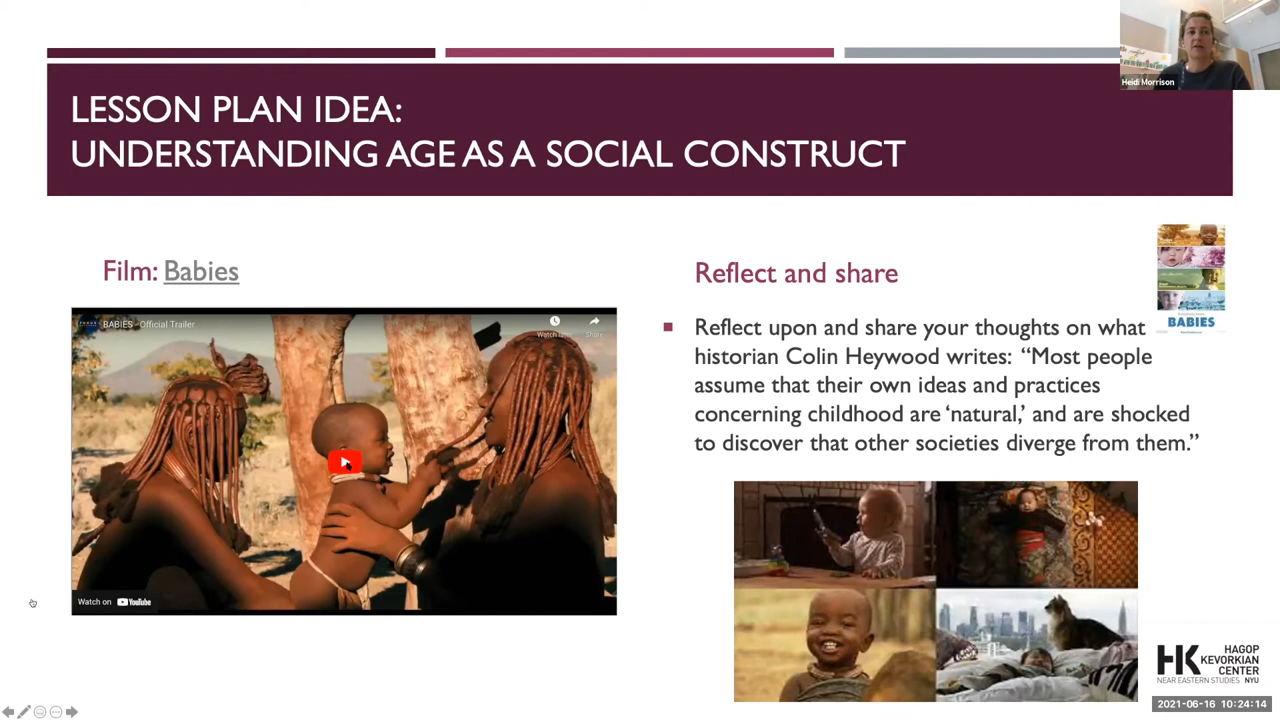 Heidi Morrison
LESSON PLAN IDEA:
UNDERSTANDING AGE AS A SOCIAL CONSTRUCT
Film: Babies
BABIES - Official Trailer
Share
Watch on YouTube
Reflect and share
BABIES
Reflect upon and share your thoughts on what
historian Colin Heywood writes: “Most people
assume that their own ideas and practices
concerning childhood are ‘natural,’ and are shocked
to discover that other societies diverge from them.”
HK
HAGOP
KEVORKIAN
CENTER
NEAR EASTERN STUDIES NYU
2021-06-16 10:24:14